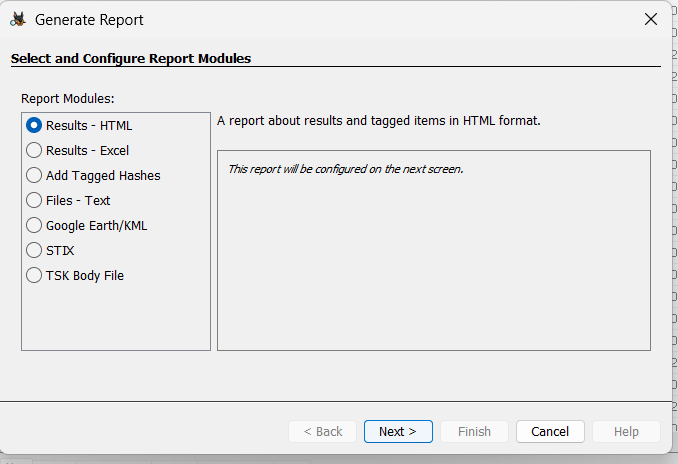 Generate Report
Select and Configure Report Modules
Report Modules:
Results - HTML
Results - Excel
Add Tagged Hashes
Files - Text
Google Earth/KML
STIX
TSK Body File
A report about results and tagged items in HTML format.
This report will be configured on the next screen.
< Back
Next >
Finish
Cancel
Help